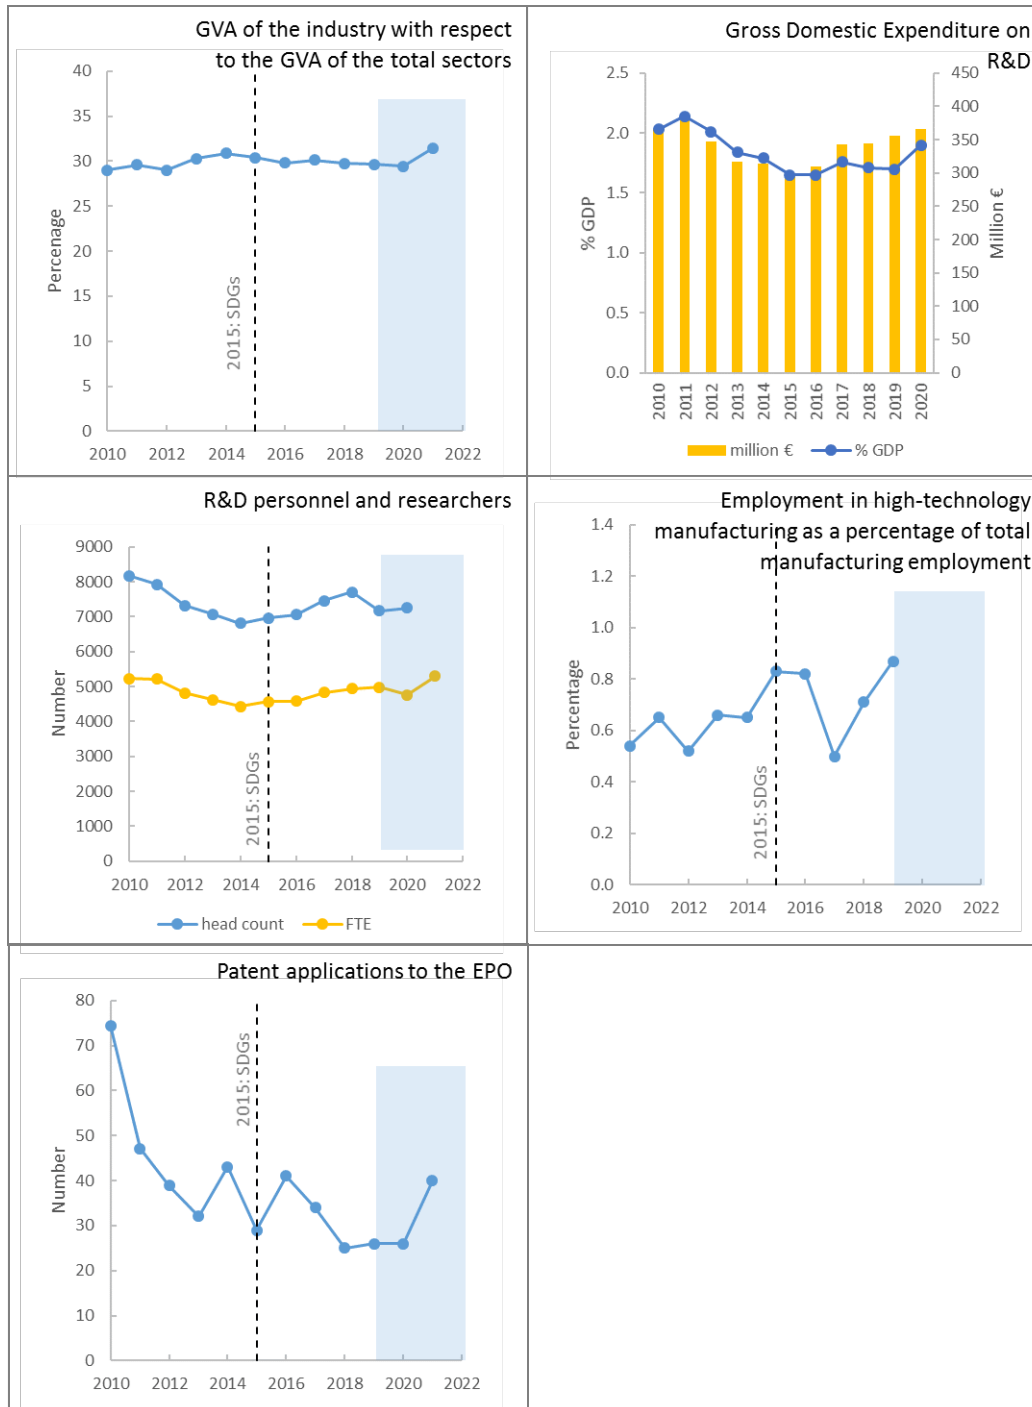 GVA of the industry with respect
to the GVA of the total sectors
40
35
30
25
20
15
10
5
0
Percenage
2015: SDGs
2010 2012 2014 2016 2018 2020 2022
Gross Domestic Expenditure on
R&D
2.5
2.0
1.5
1.0
0.5
0.0
% GDP
450
400
350
300
250
200
150
100
50
0
Million €
2010 2011 2012 2013 2014 2015 2016 2017 2018 2019 2020
million € % GDP
R&D personnel and researchers
9000
8000
7000
6000
5000
4000
3000
2000
1000
0
Number
2015: SDGs
2010 2012 2014 2016 2018 2020 2022
head count FTE
Employment in high-technology
manufacturing as a percentage of total
manufacturing employment
1.4
1.2
1.0
0.8
0.6
0.4
0.2
0.0
Percentage
2015: SDGs
2010 2012 2014 2016 2018 2020 2022
Patent applications to the EPO
80
70
60
50
40
30
20
10
0
Number
2015: SDGs
2010 2012 2014 2016 2018 2020 2022